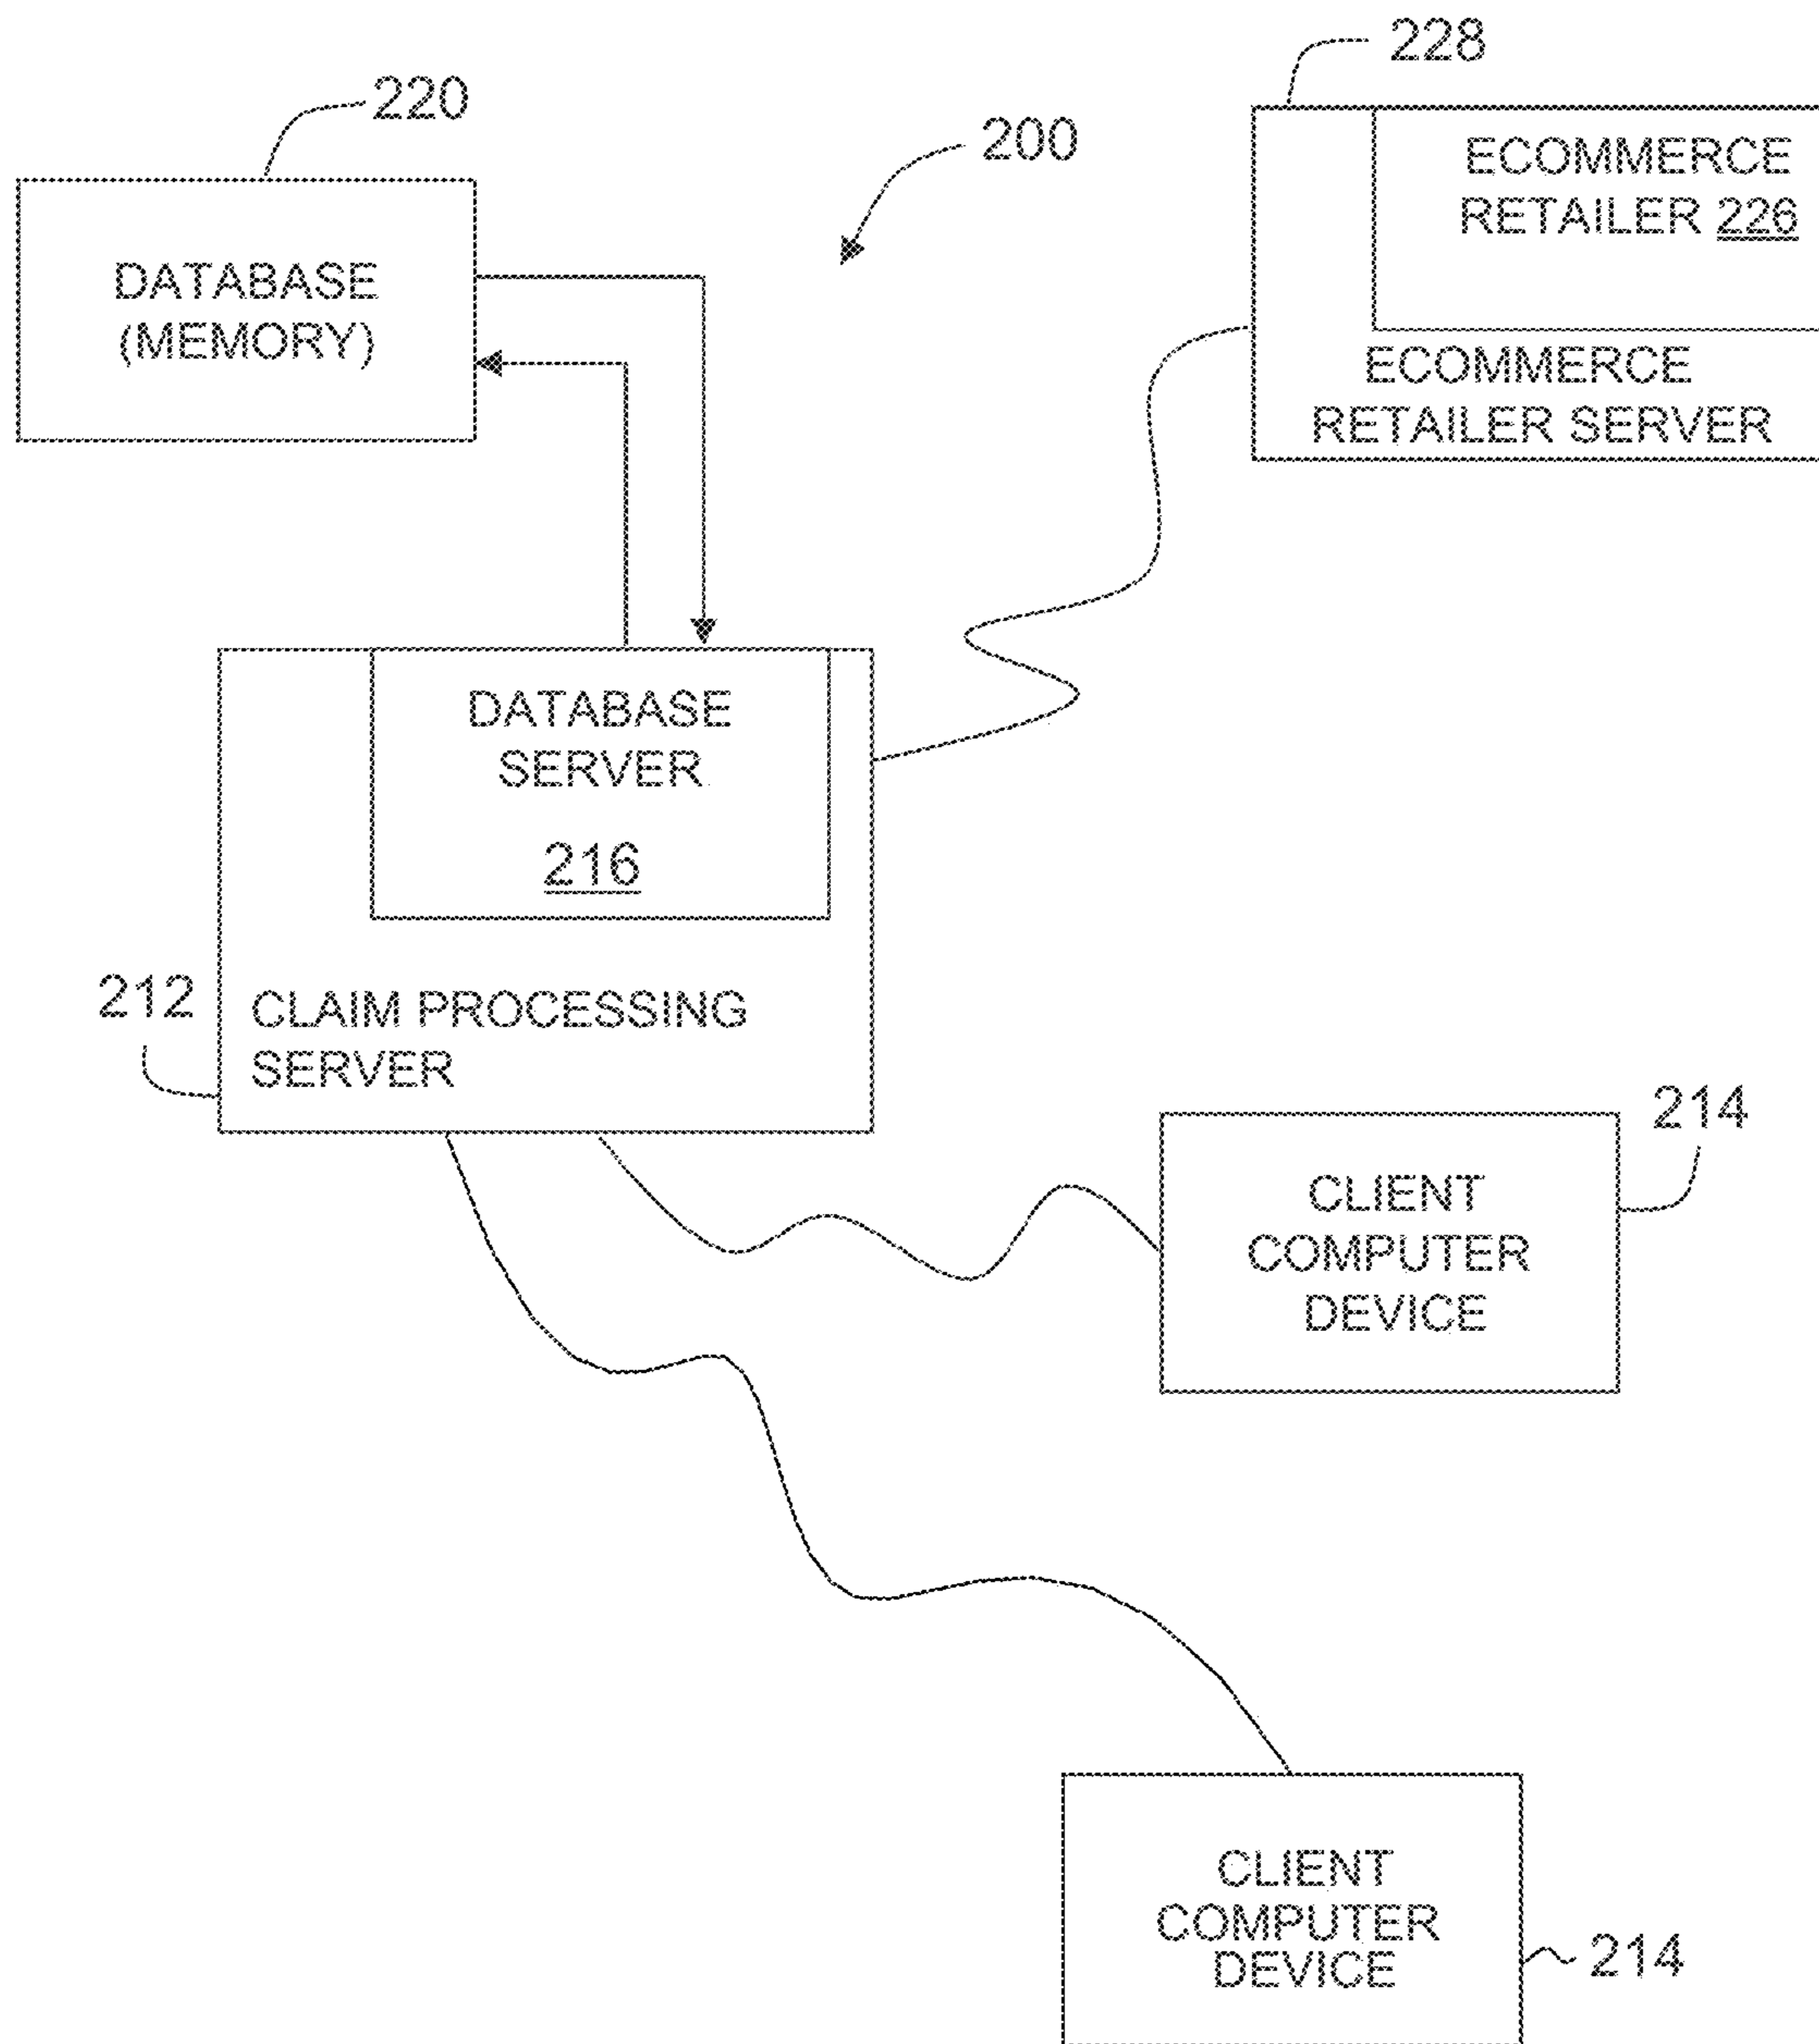 228
220
200
ECOMMERCE
RETAILER 226
DATABASE
(MEMORY)
ECOMMERCE
RETAILER SERVER
DATABASE
SERVER
216
212
CLAIM PROCESSING
SERVER
214
CLIENT
COMPUTER
DEVICE
CLIENT
COMPUTER
DEVICE
214